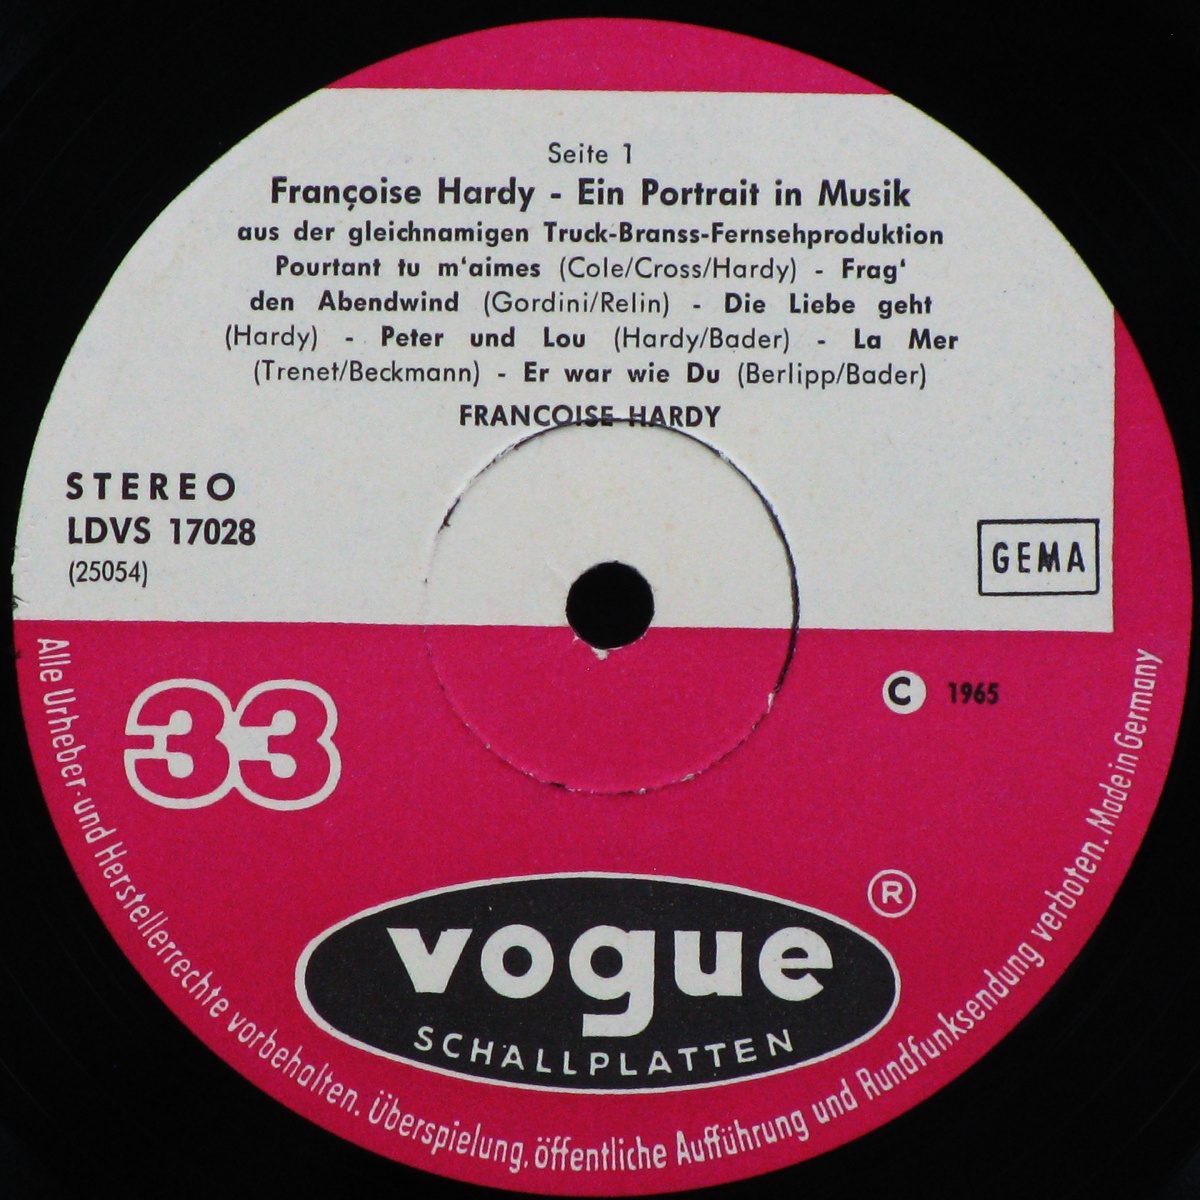 Seite 1
Françoise Hardy - Ein Portrait in Musik
aus der gleichnamigen Truck-Branss-Fernsehproduktion
Pourtant tu m'aimes (Cole/Cross/Hardy) - Frag'
den Abendwind (Gordini/Relin) - Die Liebe geht
(Hardy) - Peter und Lou (Hardy/Bader) - La Mer
(Trenet/Beckmann) - Er war wie Du (Berlipp/Bader)
FRANCOISE HARDY
STEREO
LDVS 17028
(25054)
GEMA
33
C 1965
R
vogue
SCHALLPLATTEN
Alle Urheber- und Herstellerrechte vorbehalten. Überspielung, öffentliche Aufführung und Rundfunksendung verboten. Made in Germany